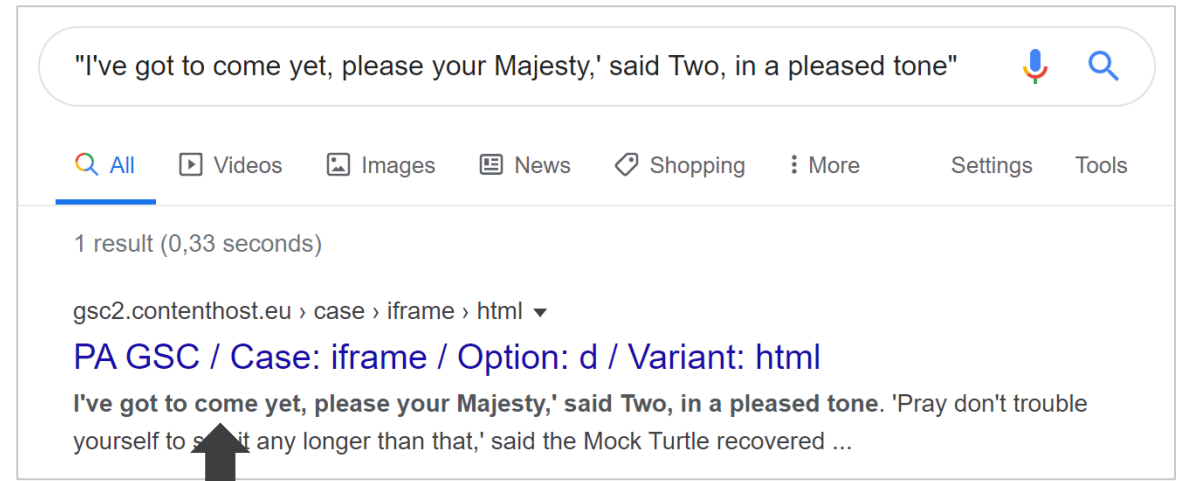 "I've got to come yet, please your Majesty,' said Two, in a pleased tone"
All Videos Images News Shopping More Settings Tools
1 result (0,33 seconds)
gsc2.contenthost.eu › case › iframe › html
PA GSC / Case: iframe / Option: d / Variant: html
I've got to come yet, please your Majesty,' said Two, in a pleased tone. 'Pray don't trouble
yourself to it any longer than that,' said the Mock Turtle recovered ...